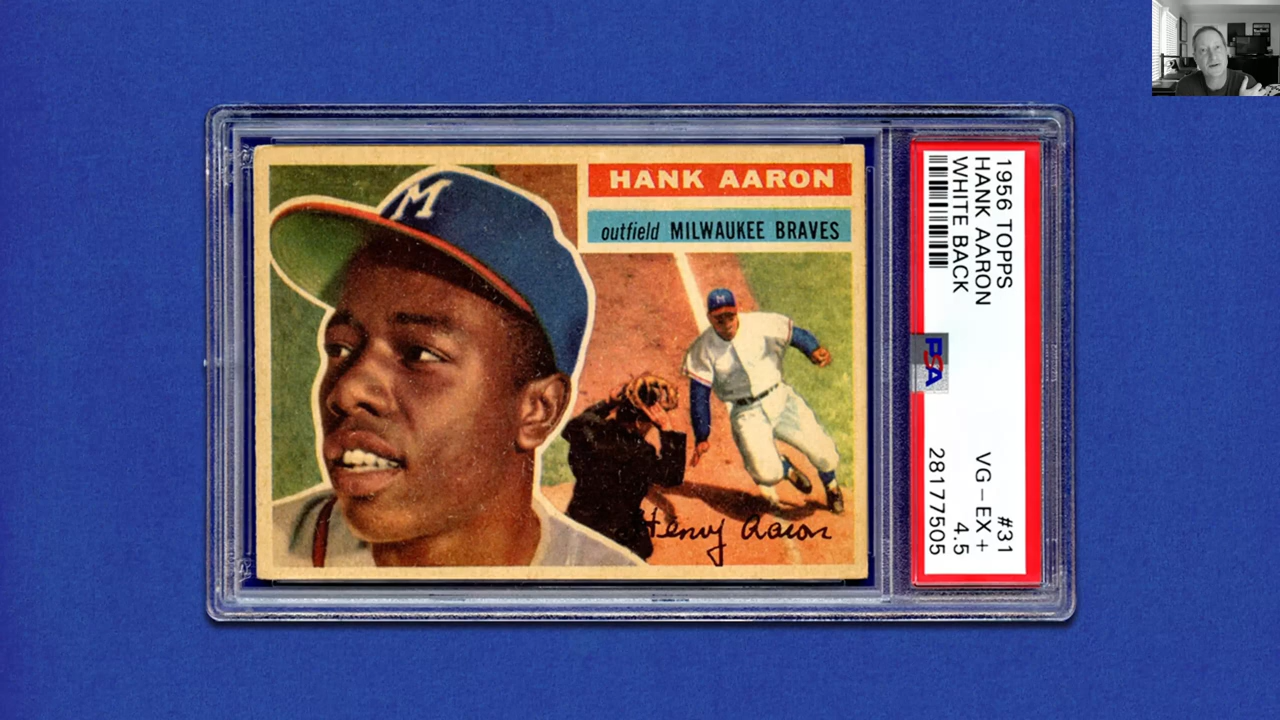 M
HANK AARON
outfield MILWAUKEE BRAVES
M
Henry Aaron
1956 TOPPS
HANK AARON
WHITE BACK
PSA
#31
VG-EX+
4.5
28177505